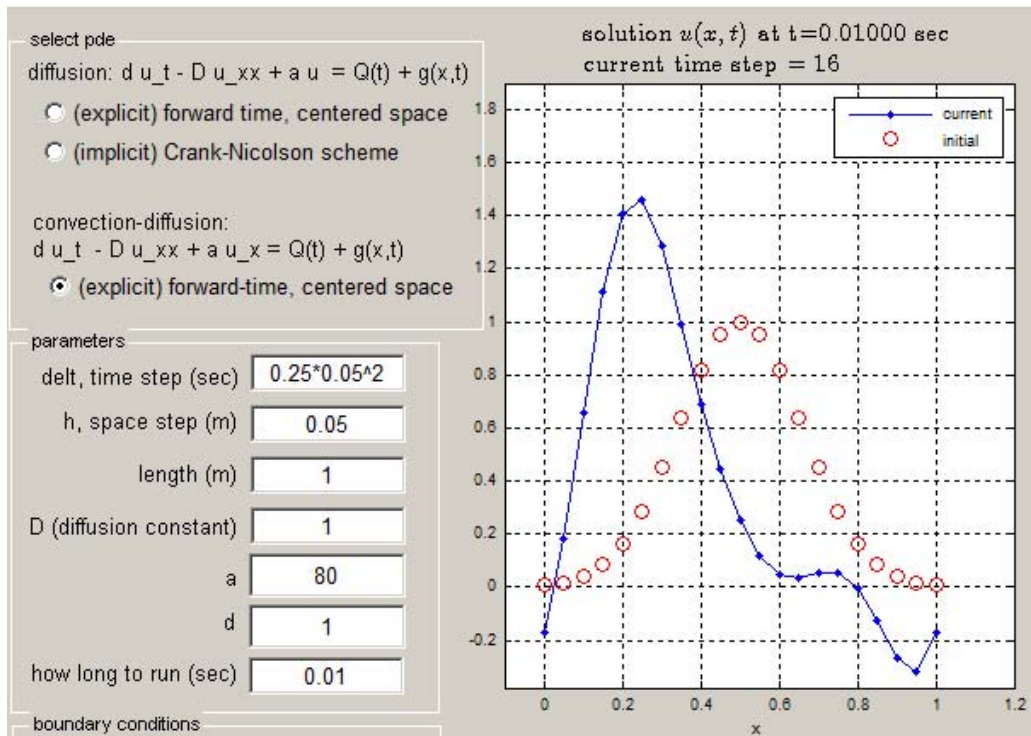 select pde
diffusion: d u_t - D u_xx + a u = Q(t) + g(x,t)
(explicit) forward time, centered space
(implicit) Crank-Nicolson scheme
convection-diffusion:
d u_t - D u_xx + a u_x = Q(t) + g(x,t)
(explicit) forward-time, centered space
parameters
delt, time step (sec) 0.25*0.05^2
h, space step (m) 0.05
length (m) 1
D (diffusion constant) 1
a 80
d 1
how long to run (sec) 0.01
boundary conditions
solution u(x,t) at t=0.01000 sec
current time step = 16
current
initial
1.8
1.6
1.4
1.2
1
0.8
0.6
0.4
0.2
0
-0.2
0 0.2 0.4 0.6 0.8 1 1.2
x